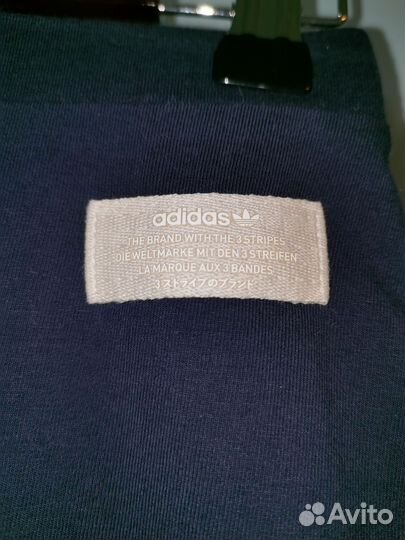 adidas
THE BRAND WITH THE 3 STRIPES
DIE WELTMARKE MIT DEN 3 STREIFEN
LA MARQUE AUX 3 BANDES
3ストライプのブランド
Avito